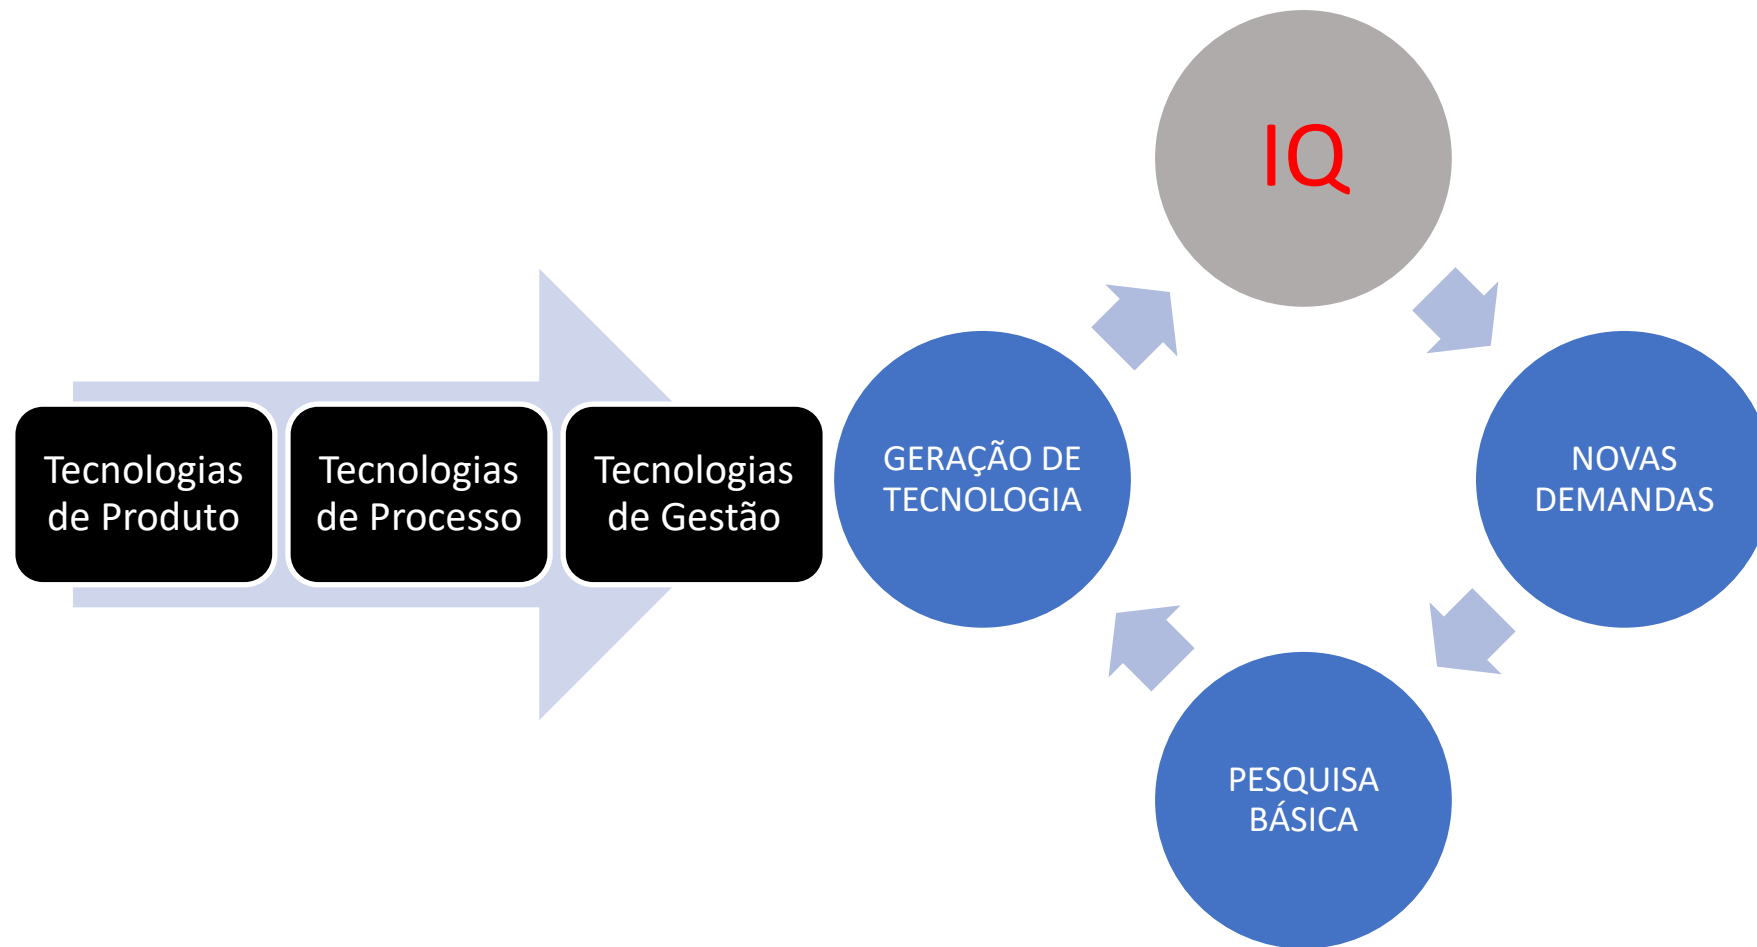 IQ
Tecnologias
de Produto
Tecnologias
de Processo
Tecnologias
de Gestão
GERAÇÃO DE
TECNOLOGIA
NOVAS
DEMANDAS
PESQUISA
BÁSICA